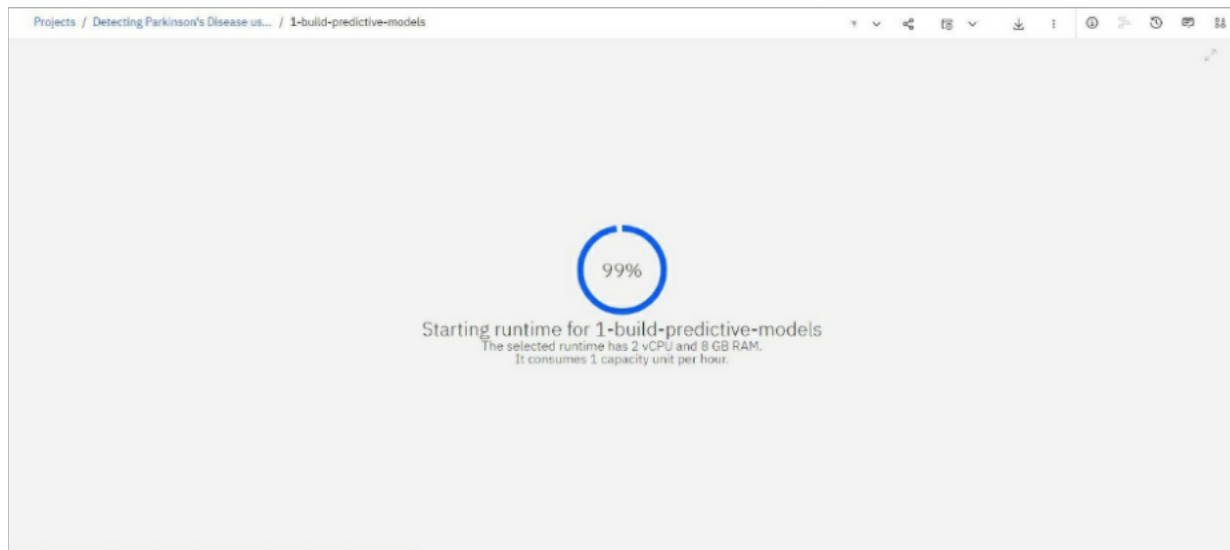 Projects / Detecting Parkinson's Disease us... / 1-build-predictive-models
99%
Starting runtime for 1-build-predictive-models
The selected runtime has 2 vCPU and 8 GB RAM.
It consumes 1 capacity unit per hour.